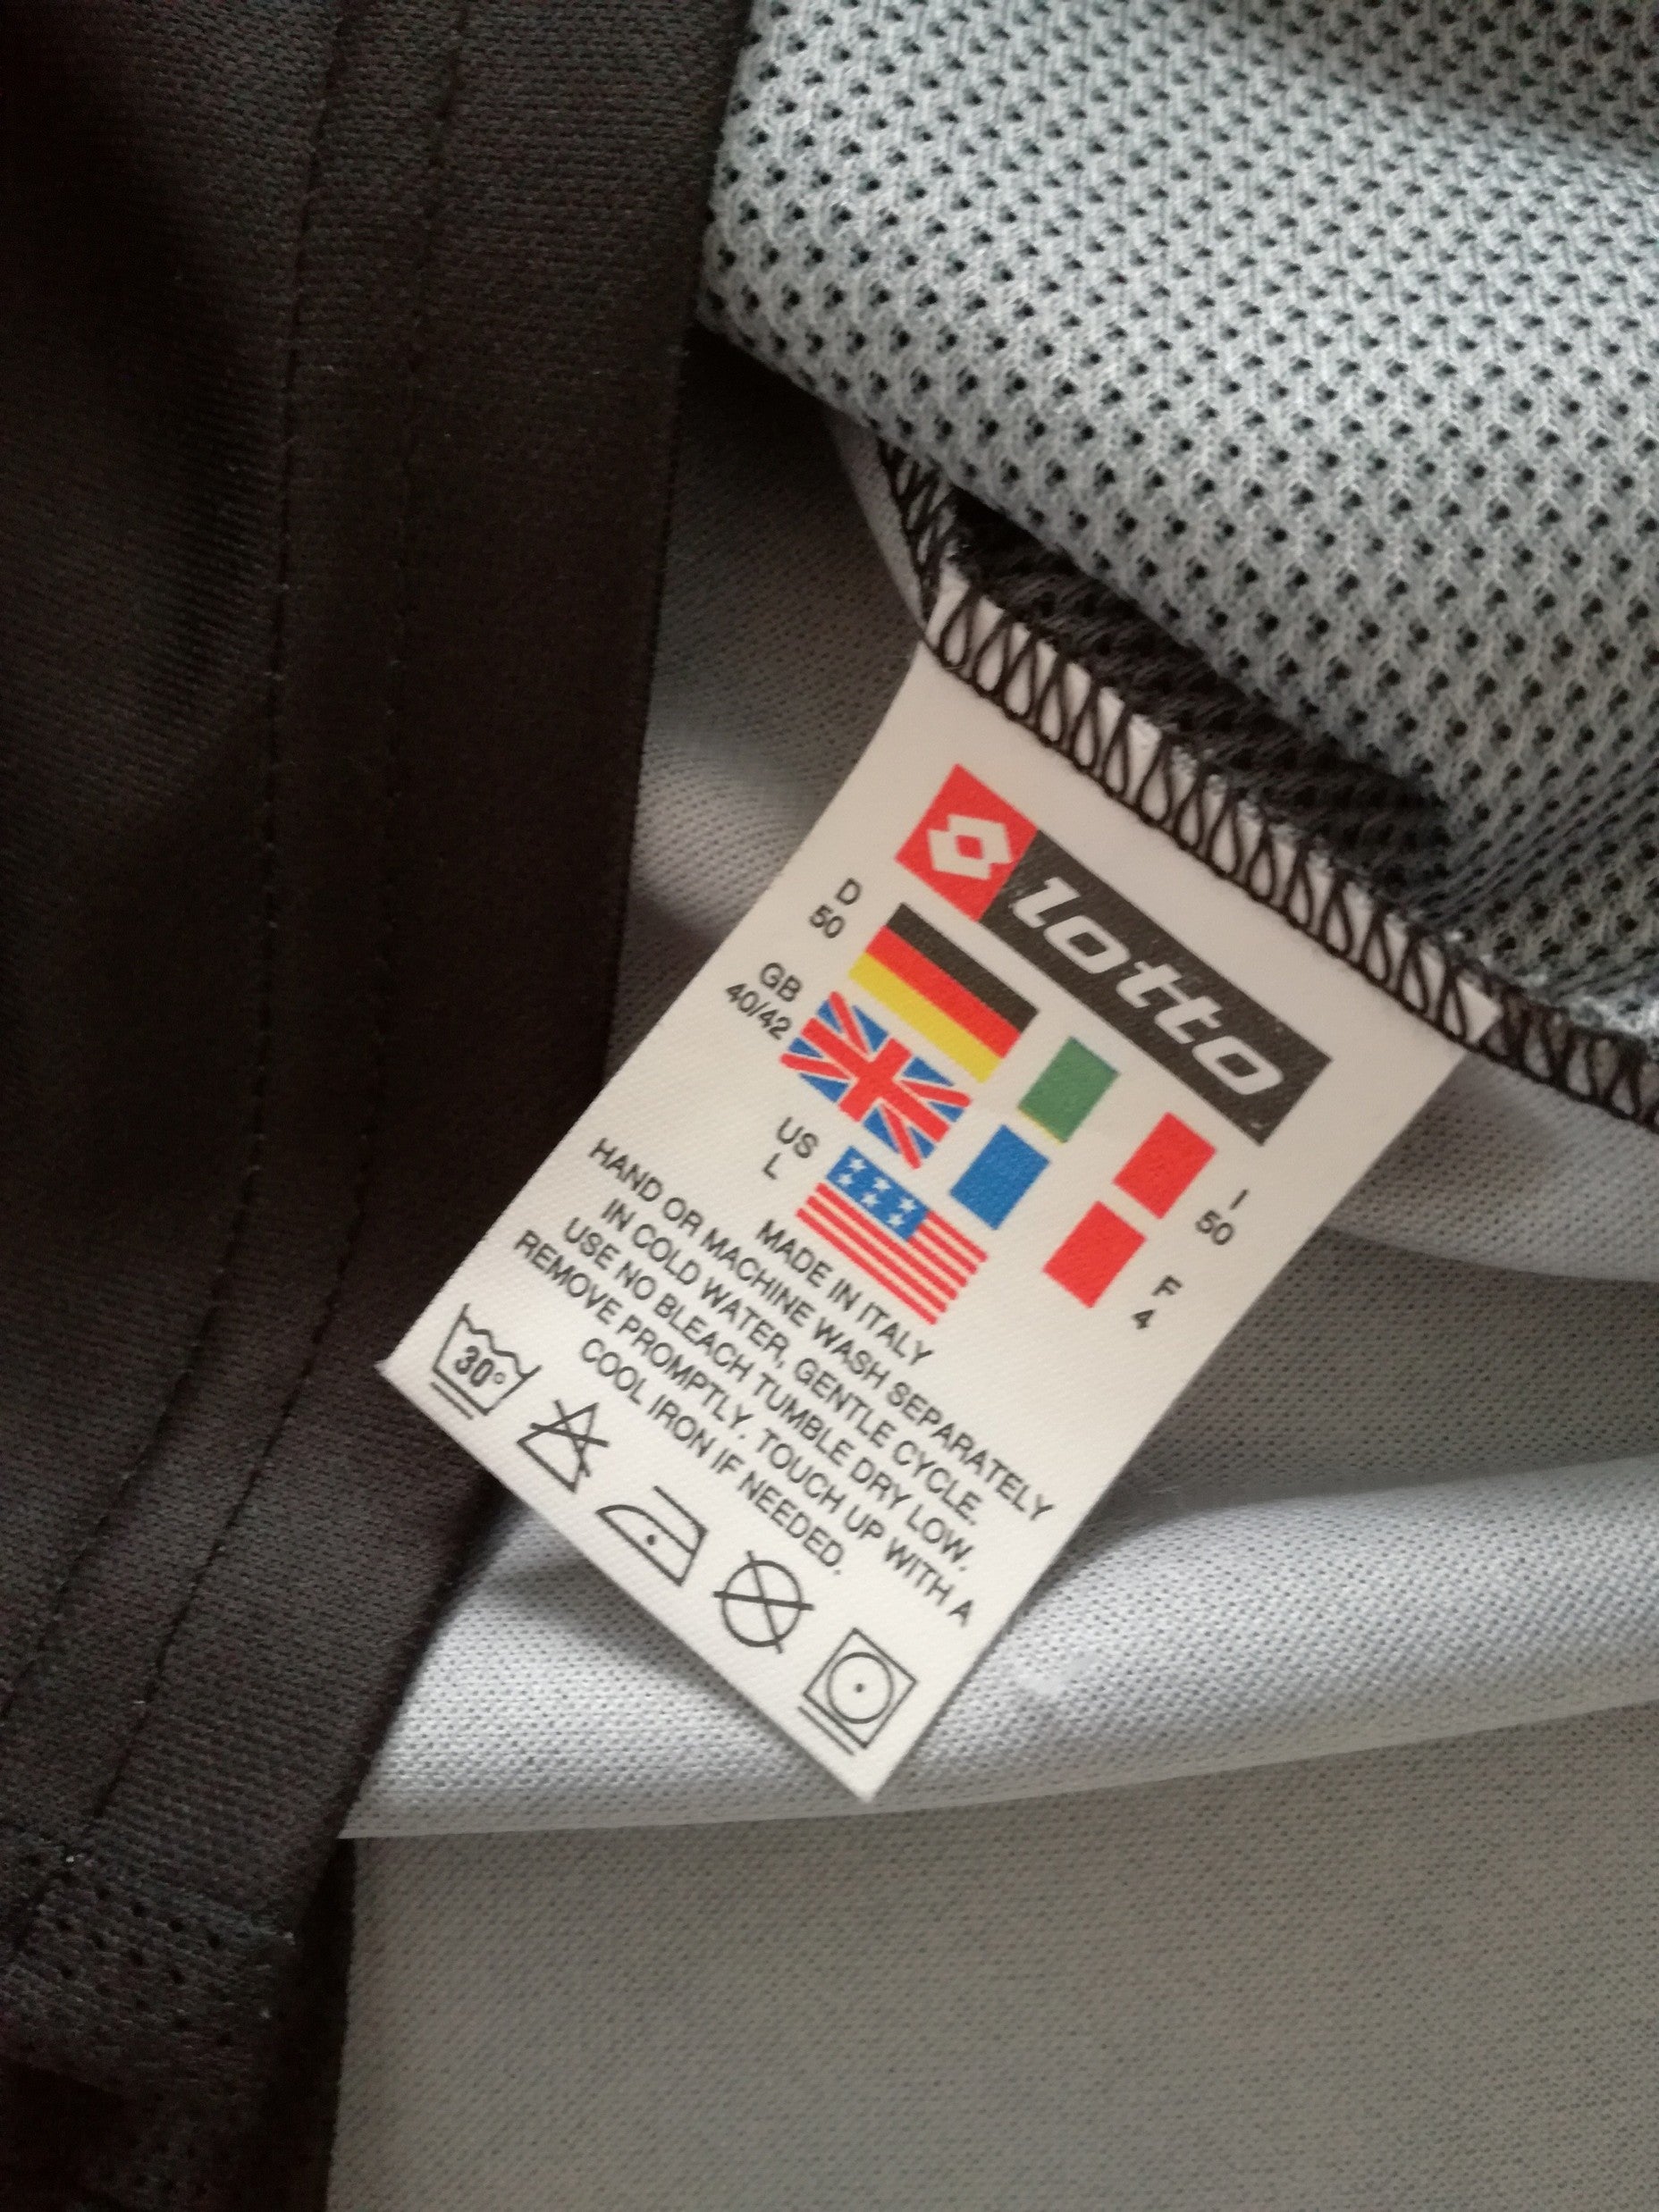 lotto
D
50
I
50
GB
40/42
F
4
US
L
MADE IN ITALY
HAND OR MACHINE WASH SEPARATELY
IN COLD WATER, GENTLE CYCLE.
USE NO BLEACH TUMBLE DRY LOW.
REMOVE PROMPTLY. TOUCH UP WITH A
COOL IRON IF NEEDED.
30°